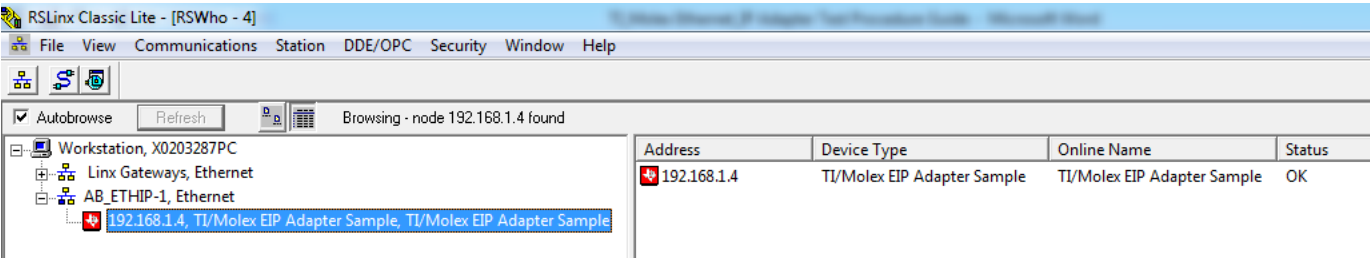 RSLinx Classic Lite - [RSWho - 4]
File View Communications Station DDE/OPC Security Window Help
Autobrowse Refresh Browsing - node 192.168.1.4 found
Workstation, X0203287PC
Linx Gateways, Ethernet
AB_ETHIP-1, Ethernet
192.168.1.4, TI/Molex EIP Adapter Sample, TI/Molex EIP Adapter Sample
Address Device Type Online Name Status
192.168.1.4 TI/Molex EIP Adapter Sample TI/Molex EIP Adapter Sample OK